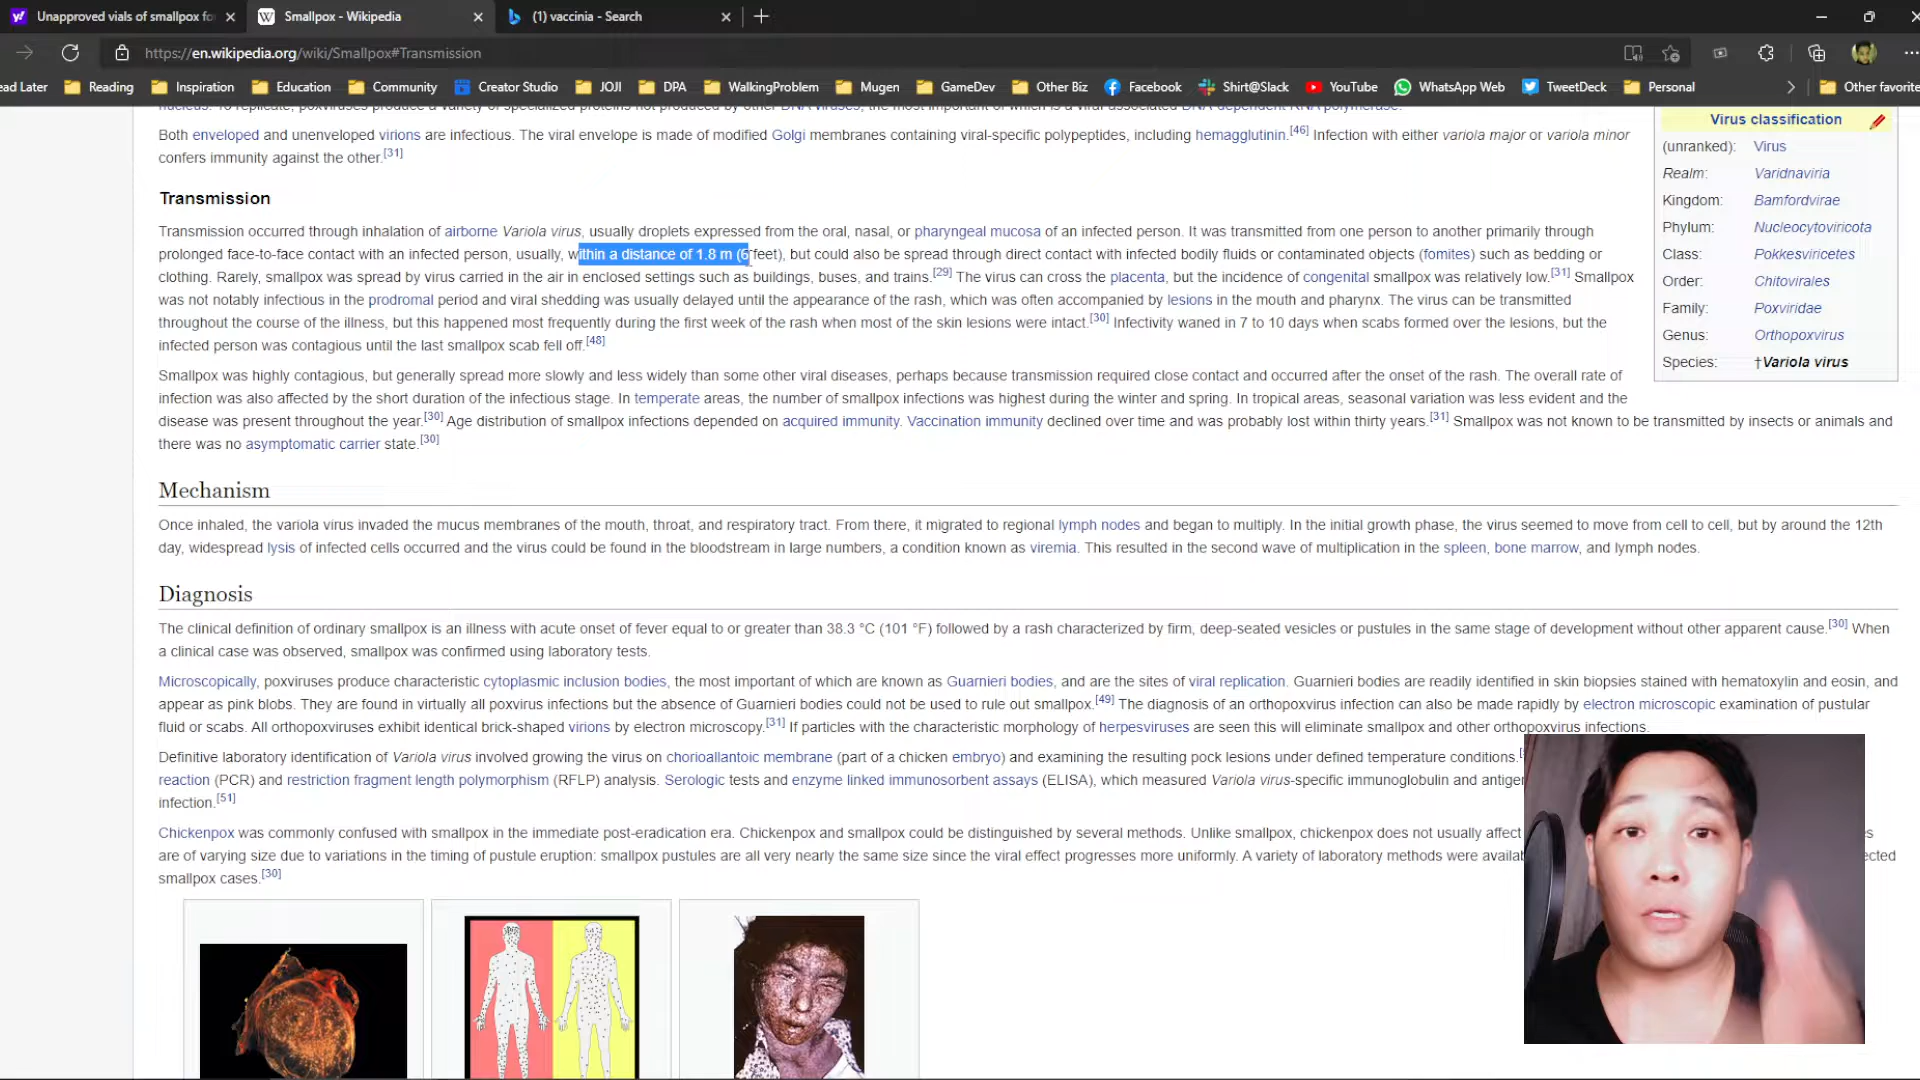 Unapproved vials of smallpox fo
Smallpox - Wikipedia
(1) vaccinia - Search
https://en.wikipedia.org/wiki/Smallpox#Transmission
ead Later Reading Inspiration Education Community Creator Studio JOJI DPA WalkingProblem Mugen GameDev Other Biz Facebook Shirt@Slack YouTube WhatsApp Web TweetDeck Personal Other favorite
nucleus. To replicate, poxviruses produce a variety of specialized proteins not produced by other DNA viruses, the most important of which is a viral-associated DNA-dependent RNA polymerase.
Both enveloped and unenveloped virions are infectious. The viral envelope is made of modified Golgi membranes containing viral-specific polypeptides, including hemagglutinin.[46] Infection with either variola major or variola minor
confers immunity against the other.[31]
Transmission
Transmission occurred through inhalation of airborne Variola virus, usually droplets expressed from the oral, nasal, or pharyngeal mucosa of an infected person. It was transmitted from one person to another primarily through
prolonged face-to-face contact with an infected person, usually, within a distance of 1.8 m (6 feet), but could also be spread through direct contact with infected bodily fluids or contaminated objects (fomites) such as bedding or
clothing. Rarely, smallpox was spread by virus carried in the air in enclosed settings such as buildings, buses, and trains.[29] The virus can cross the placenta, but the incidence of congenital smallpox was relatively low.[31] Smallpox
was not notably infectious in the prodromal period and viral shedding was usually delayed until the appearance of the rash, which was often accompanied by lesions in the mouth and pharynx. The virus can be transmitted
throughout the course of the illness, but this happened most frequently during the first week of the rash when most of the skin lesions were intact.[30] Infectivity waned in 7 to 10 days when scabs formed over the lesions, but the
infected person was contagious until the last smallpox scab fell off.[48]
Smallpox was highly contagious, but generally spread more slowly and less widely than some other viral diseases, perhaps because transmission required close contact and occurred after the onset of the rash. The overall rate of
infection was also affected by the short duration of the infectious stage. In temperate areas, the number of smallpox infections was highest during the winter and spring. In tropical areas, seasonal variation was less evident and the
disease was present throughout the year.[30] Age distribution of smallpox infections depended on acquired immunity. Vaccination immunity declined over time and was probably lost within thirty years.[31] Smallpox was not known to be transmitted by insects or animals and
there was no asymptomatic carrier state.[30]
Virus classification
(unranked): Virus
Realm: Varidnaviria
Kingdom: Bamfordvirae
Phylum: Nucleocytoviricota
Class: Pokkesviricetes
Order: Chitovirales
Family: Poxviridae
Genus: Orthopoxvirus
Species: †Variola virus
Mechanism
Once inhaled, the variola virus invaded the mucus membranes of the mouth, throat, and respiratory tract. From there, it migrated to regional lymph nodes and began to multiply. In the initial growth phase, the virus seemed to move from cell to cell, but by around the 12th
day, widespread lysis of infected cells occurred and the virus could be found in the bloodstream in large numbers, a condition known as viremia. This resulted in the second wave of multiplication in the spleen, bone marrow, and lymph nodes.
Diagnosis
The clinical definition of ordinary smallpox is an illness with acute onset of fever equal to or greater than 38.3 °C (101 °F) followed by a rash characterized by firm, deep-seated vesicles or pustules in the same stage of development without other apparent cause.[30] When
a clinical case was observed, smallpox was confirmed using laboratory tests.
Microscopically, poxviruses produce characteristic cytoplasmic inclusion bodies, the most important of which are known as Guarnieri bodies, and are the sites of viral replication. Guarnieri bodies are readily identified in skin biopsies stained with hematoxylin and eosin, and
appear as pink blobs. They are found in virtually all poxvirus infections but the absence of Guarnieri bodies could not be used to rule out smallpox.[49] The diagnosis of an orthopoxvirus infection can also be made rapidly by electron microscopic examination of pustular
fluid or scabs. All orthopoxviruses exhibit identical brick-shaped virions by electron microscopy.[31] If particles with the characteristic morphology of herpesviruses are seen this will eliminate smallpox and other orthopoxvirus infections.
Definitive laboratory identification of Variola virus involved growing the virus on chorioallantoic membrane (part of a chicken embryo) and examining the resulting pock lesions under defined temperature conditions.
reaction (PCR) and restriction fragment length polymorphism (RFLP) analysis. Serologic tests and enzyme linked immunosorbent assays (ELISA), which measured Variola virus-specific immunoglobulin and antigen
infection.[51]
Chickenpox was commonly confused with smallpox in the immediate post-eradication era. Chickenpox and smallpox could be distinguished by several methods. Unlike smallpox, chickenpox does not usually affect es
are of varying size due to variations in the timing of pustule eruption: smallpox pustules are all very nearly the same size since the viral effect progresses more uniformly. A variety of laboratory methods were availab ected
smallpox cases.[30]